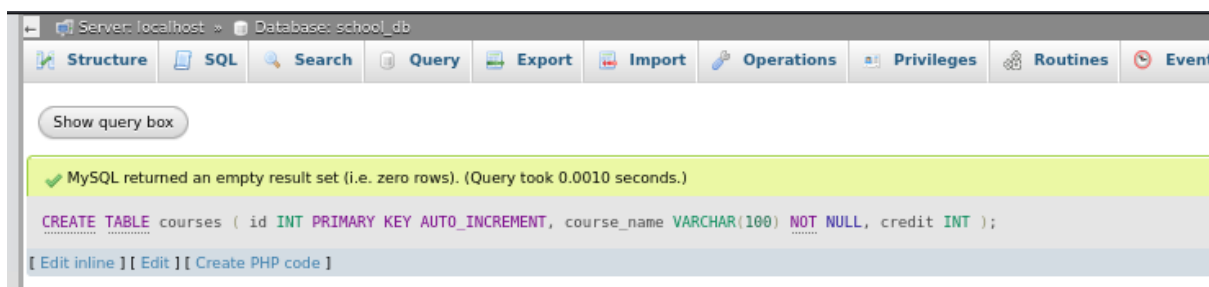 Server: localhost » Database: school_db
Structure SQL Search Query Export Import Operations Privileges Routines Event
Show query box
MySQL returned an empty result set (i.e. zero rows). (Query took 0.0010 seconds.)
CREATE TABLE courses ( id INT PRIMARY KEY AUTO_INCREMENT, course_name VARCHAR(100) NOT NULL, credit INT );
[ Edit inline ] [ Edit ] [ Create PHP code ]